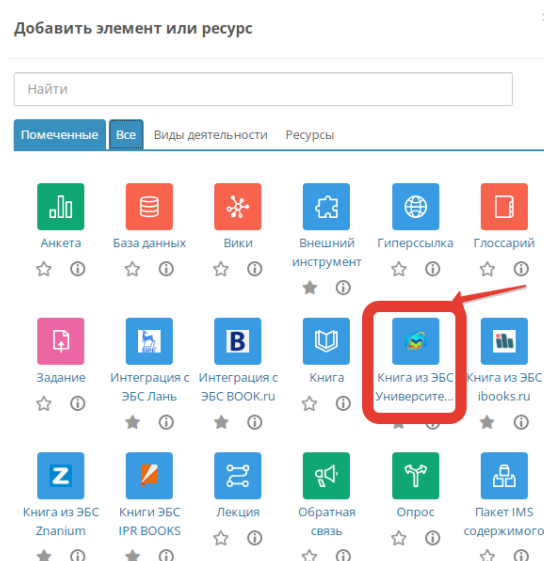 Добавить элемент или ресурс
Найти
Помеченные Все Виды деятельности Ресурсы
Анкета База данных Вики Внешний Гиперссылка Глоссарий
инструмент
Задание Интеграция с Интеграция с Книга Книга из ЭБС Книга из ЭБС
ЭБС Лань ЭБС BOOK.ru Университе... ibooks.ru
Книга из ЭБС Книги ЭБС Лекция Обратная Опрос Пакет IMS
Znanium IPR BOOKS связь содержимого